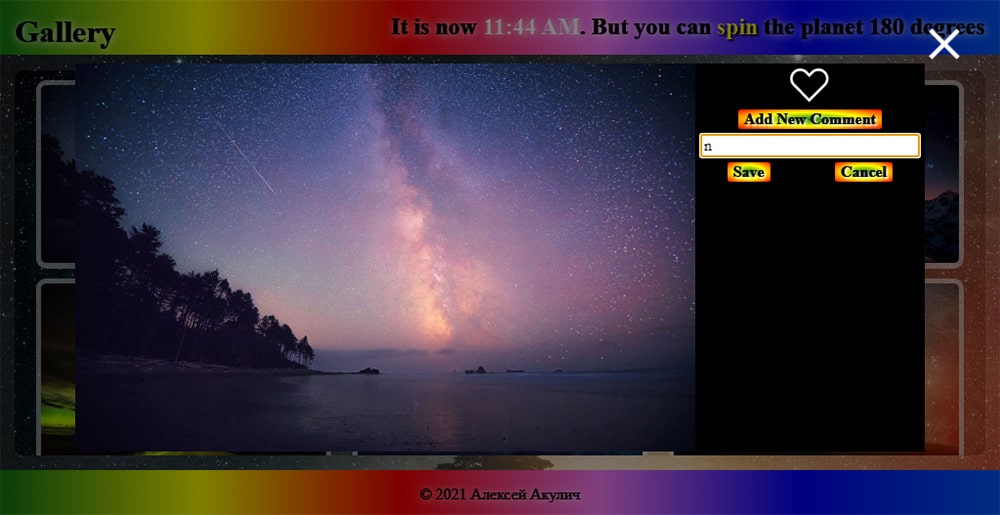 Gallery
It is now 11:44 AM. But you can spin the planet 180 degrees
Add New Comment
n
Save
Cancel
© 2021 Алексей Акулич